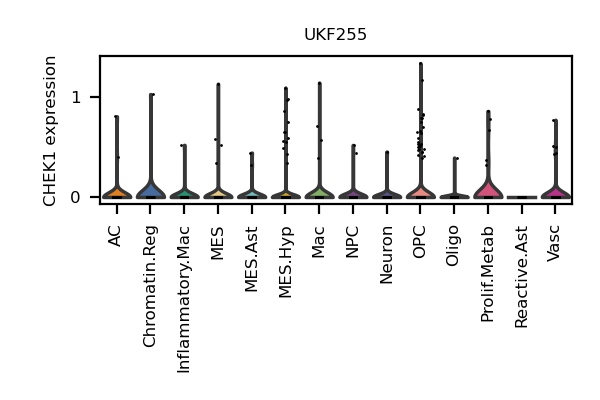 UKF255
CHEK1 expression
1
0
AC
Chromatin.Reg
Inflammatory.Mac
MES
MES.Ast
MES.Hyp
Mac
NPC
Neuron
OPC
Oligo
Prolif.Metab
Reactive.Ast
Vasc